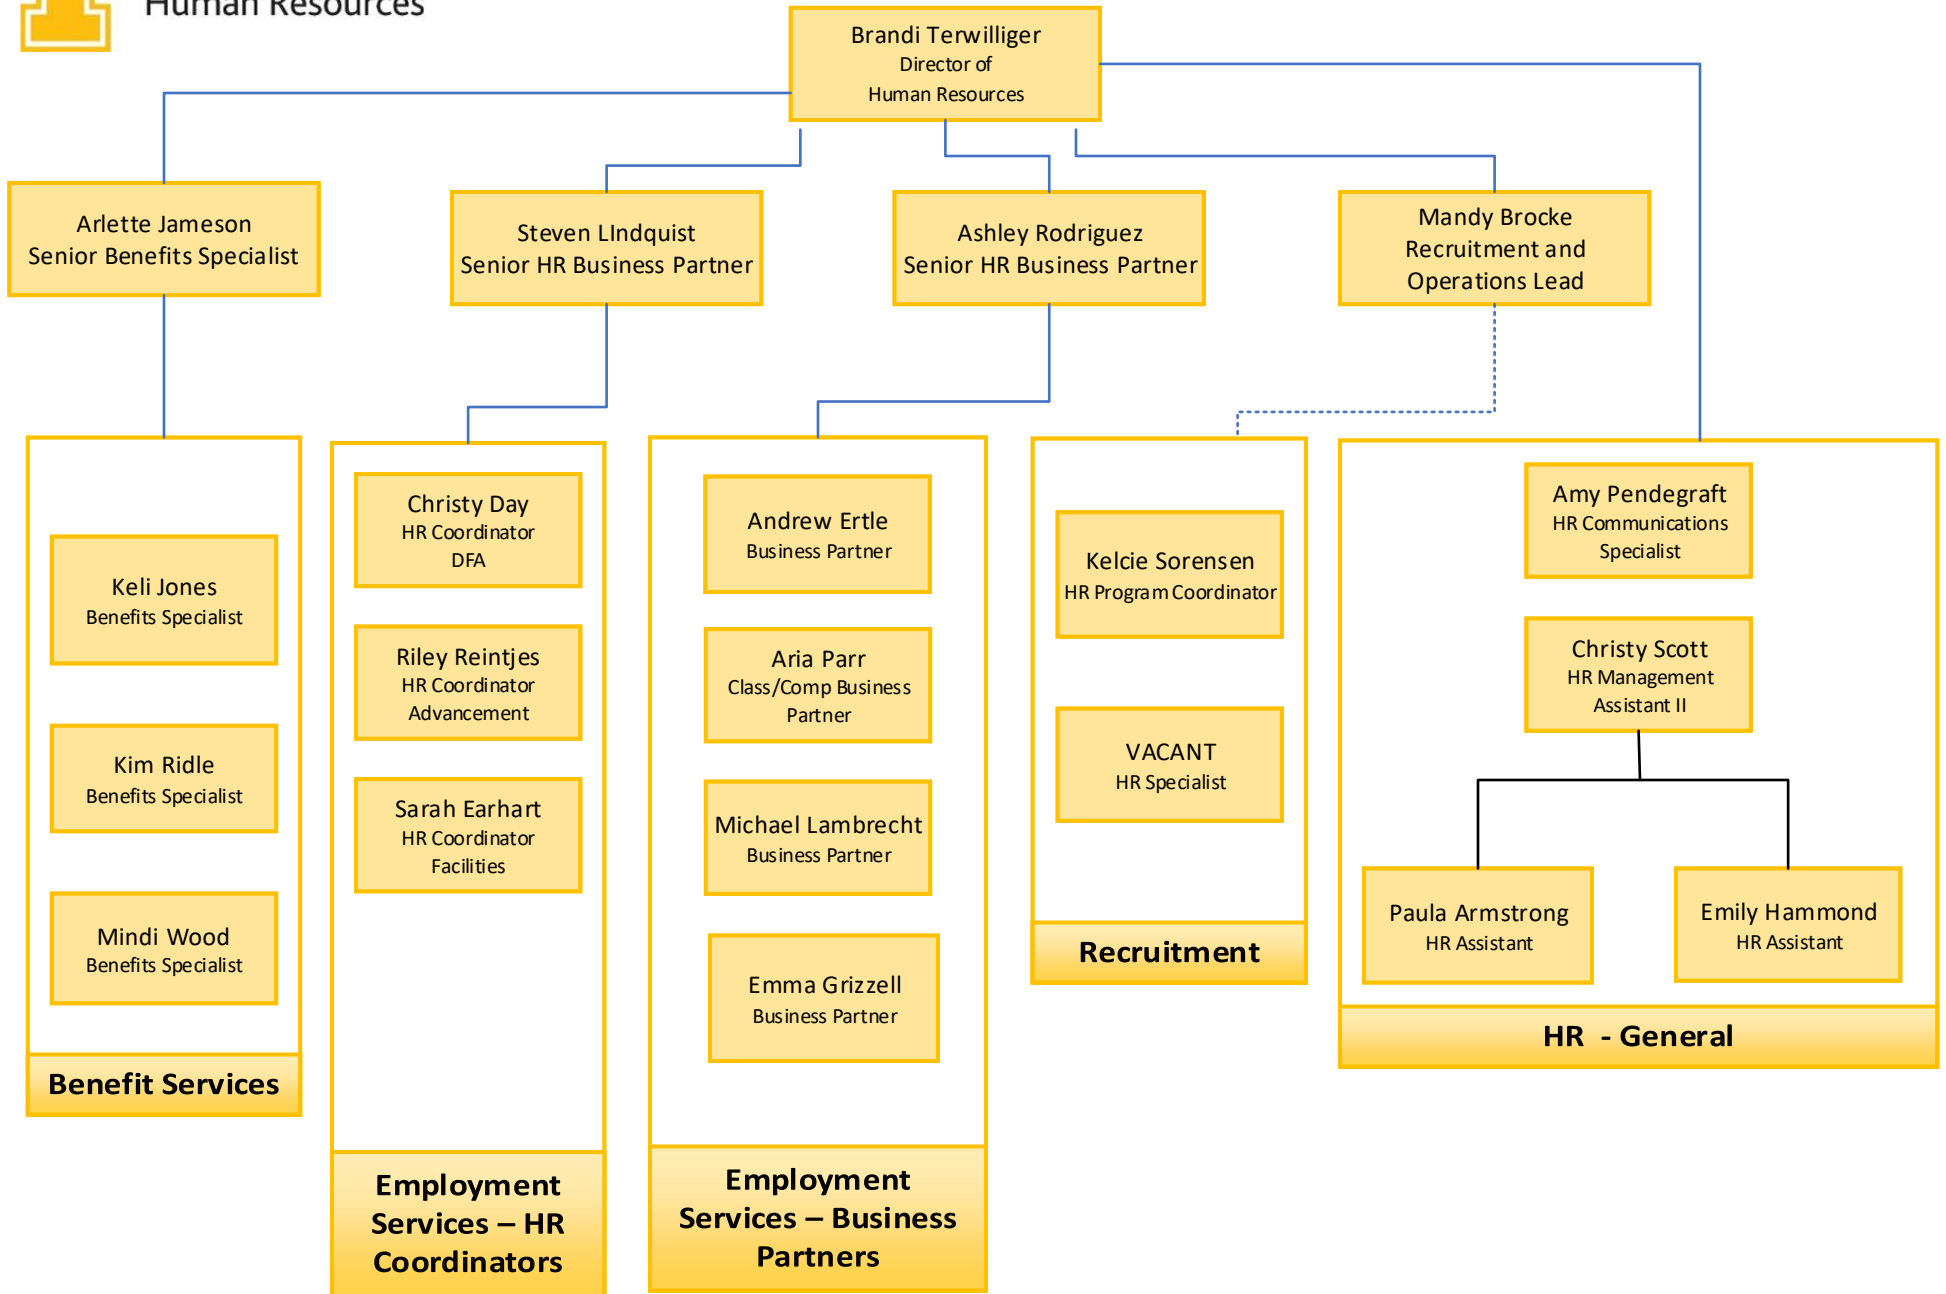 Human Resources
Brandi Terwilliger
Director of
Human Resources
Arlette Jameson
Senior Benefits Specialist
Steven LIndquist
Senior HR Business Partner
Ashley Rodriguez
Senior HR Business Partner
Mandy Brocke
Recruitment and
Operations Lead
Keli Jones
Benefits Specialist
Kim Ridle
Benefits Specialist
Mindi Wood
Benefits Specialist
Benefit Services
Christy Day
HR Coordinator
DFA
Riley Reintjes
HR Coordinator
Advancement
Sarah Earhart
HR Coordinator
Facilities
Employment
Services – HR
Coordinators
Andrew Ertle
Business Partner
Aria Parr
Class/Comp Business
Partner
Michael Lambrecht
Business Partner
Emma Grizzell
Business Partner
Employment
Services – Business
Partners
Kelcie Sorensen
HR Program Coordinator
VACANT
HR Specialist
Recruitment
Amy Pendegraft
HR Communications
Specialist
Christy Scott
HR Management
Assistant II
Paula Armstrong
HR Assistant
Emily Hammond
HR Assistant
HR - General